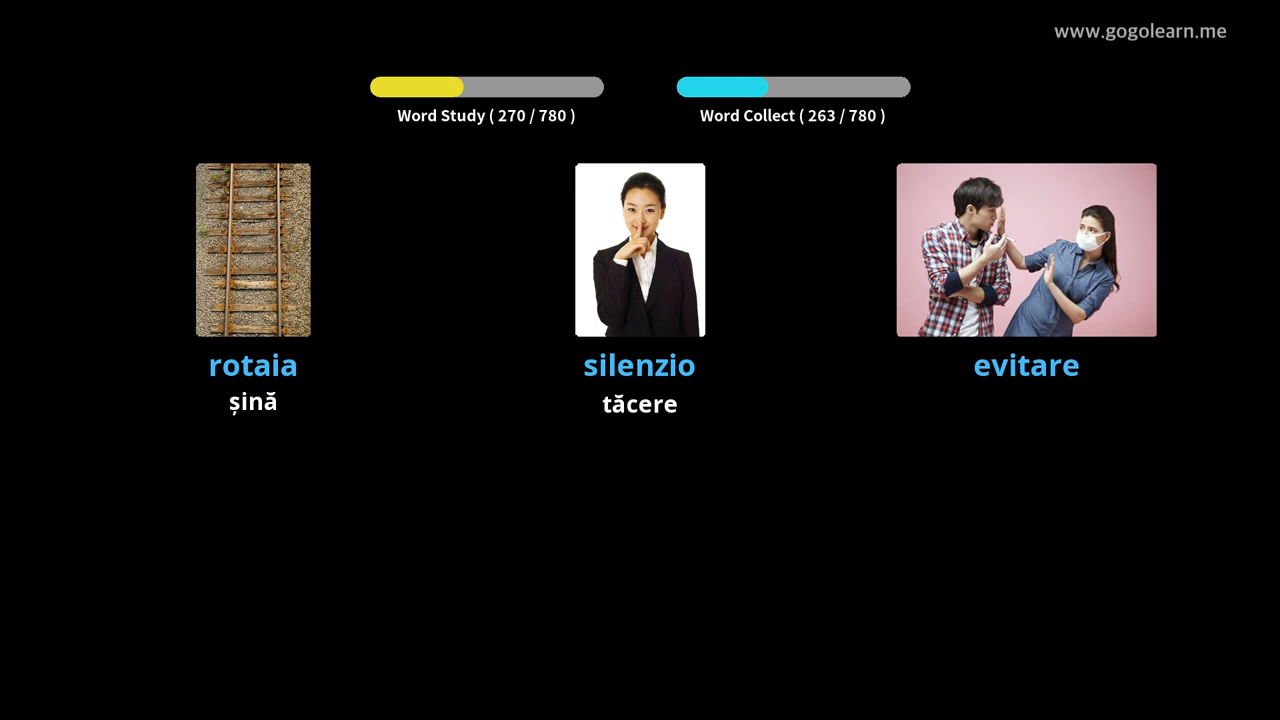 www.gogolearn.me
Word Study ( 270 / 780 )
Word Collect ( 263 / 780 )
rotaia
silenzio
evitare
șină
tăcere